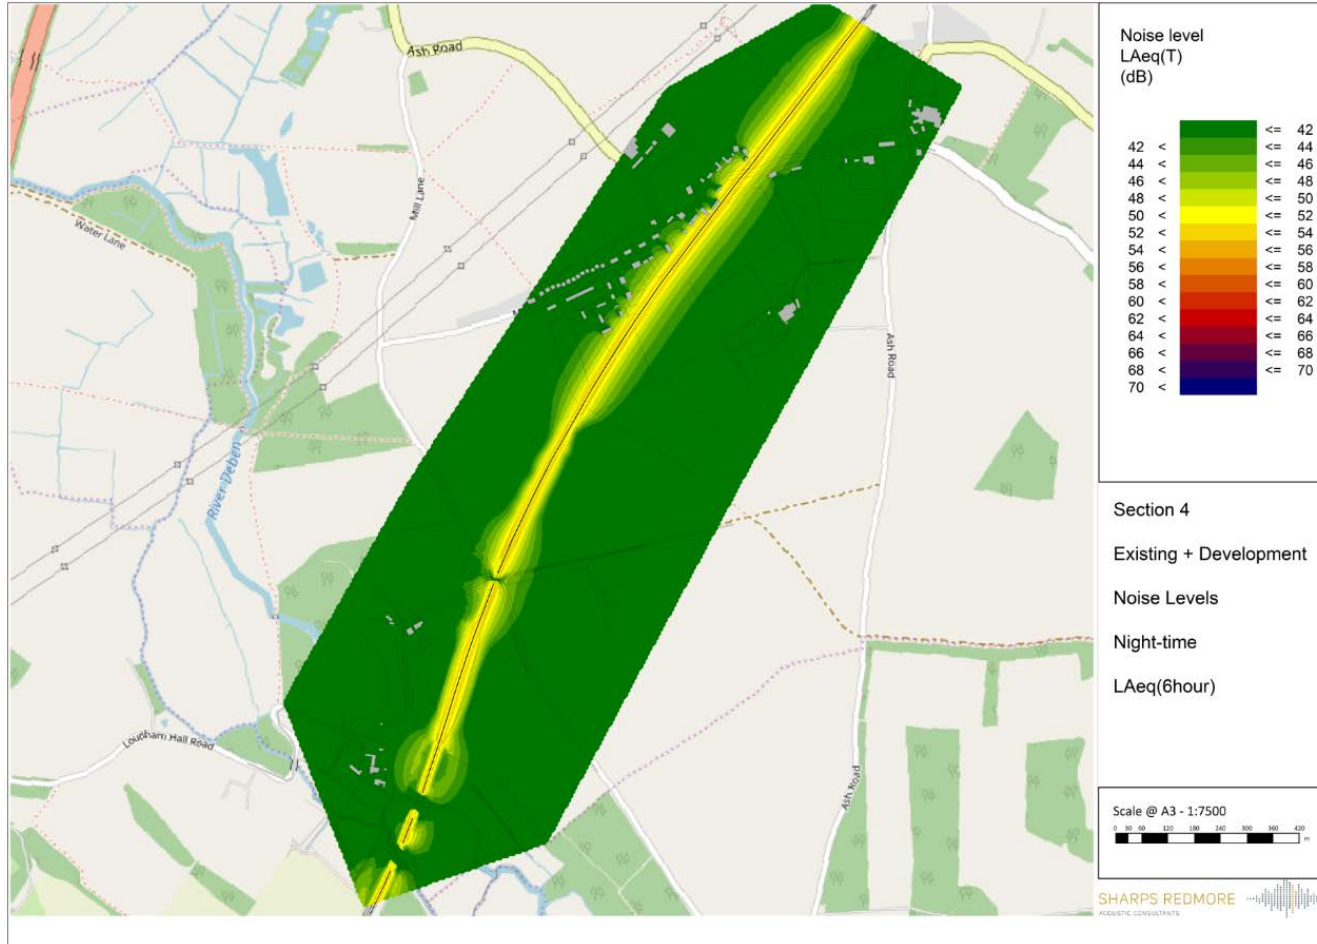 Ash Road
Mill Lane
Water Lane
River Deben
Ash Road
Loudham Hall Road
Ash Road
Noise level
LAeq(T)
(dB)
<= 42
42 < <= 44
44 < <= 46
46 < <= 48
48 < <= 50
50 < <= 52
52 < <= 54
54 < <= 56
56 < <= 58
58 < <= 60
60 < <= 62
62 < <= 64
64 < <= 66
66 < <= 68
68 < <= 70
70 <
Section 4
Existing + Development
Noise Levels
Night-time
LAeq(6hour)
Scale @ A3 - 1:7500
0 30 60 120 180 240 300 360 420
m
SHARPS REDMORE
ACOUSTIC CONSULTANTS